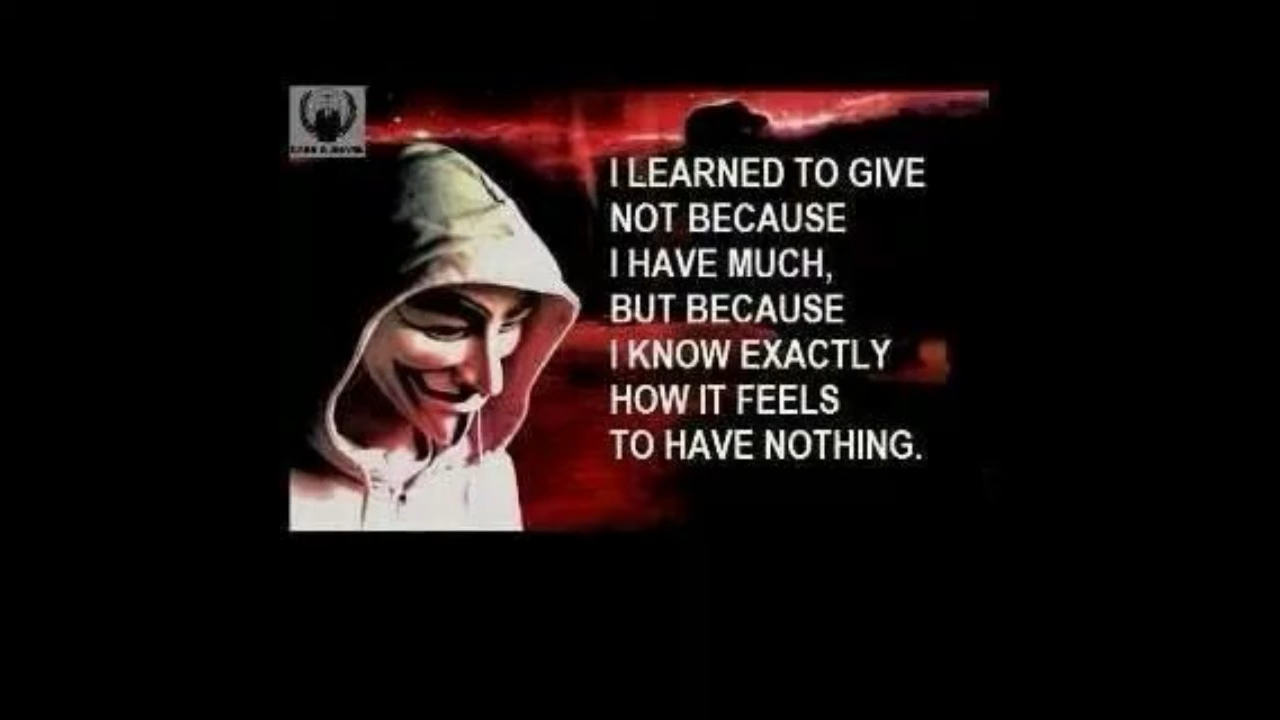 I LEARNED TO GIVE
NOT BECAUSE
I HAVE MUCH,
BUT BECAUSE
I KNOW EXACTLY
HOW IT FEELS
TO HAVE NOTHING.